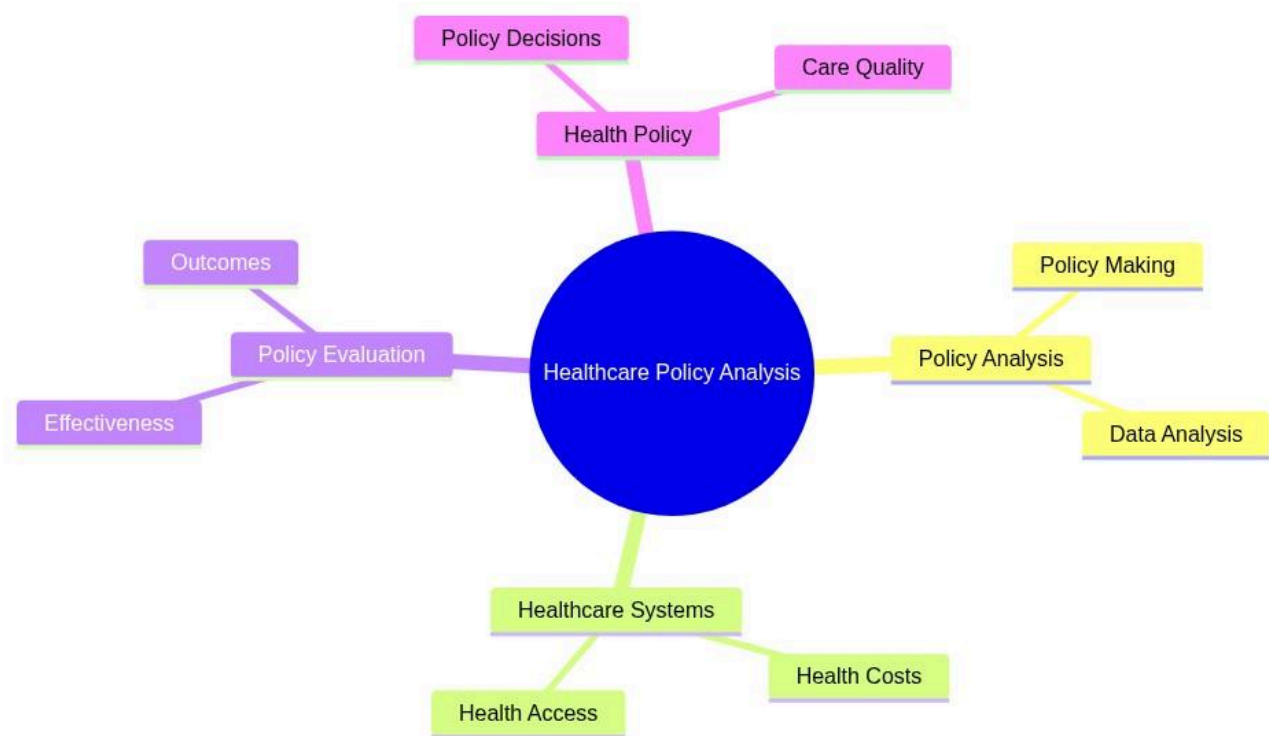 Policy Decisions
Care Quality
Health Policy
Outcomes
Policy Making
Policy Evaluation
Policy Analysis
Healthcare Policy Analysis
Effectiveness
Data Analysis
Healthcare Systems
Health Costs
Health Access